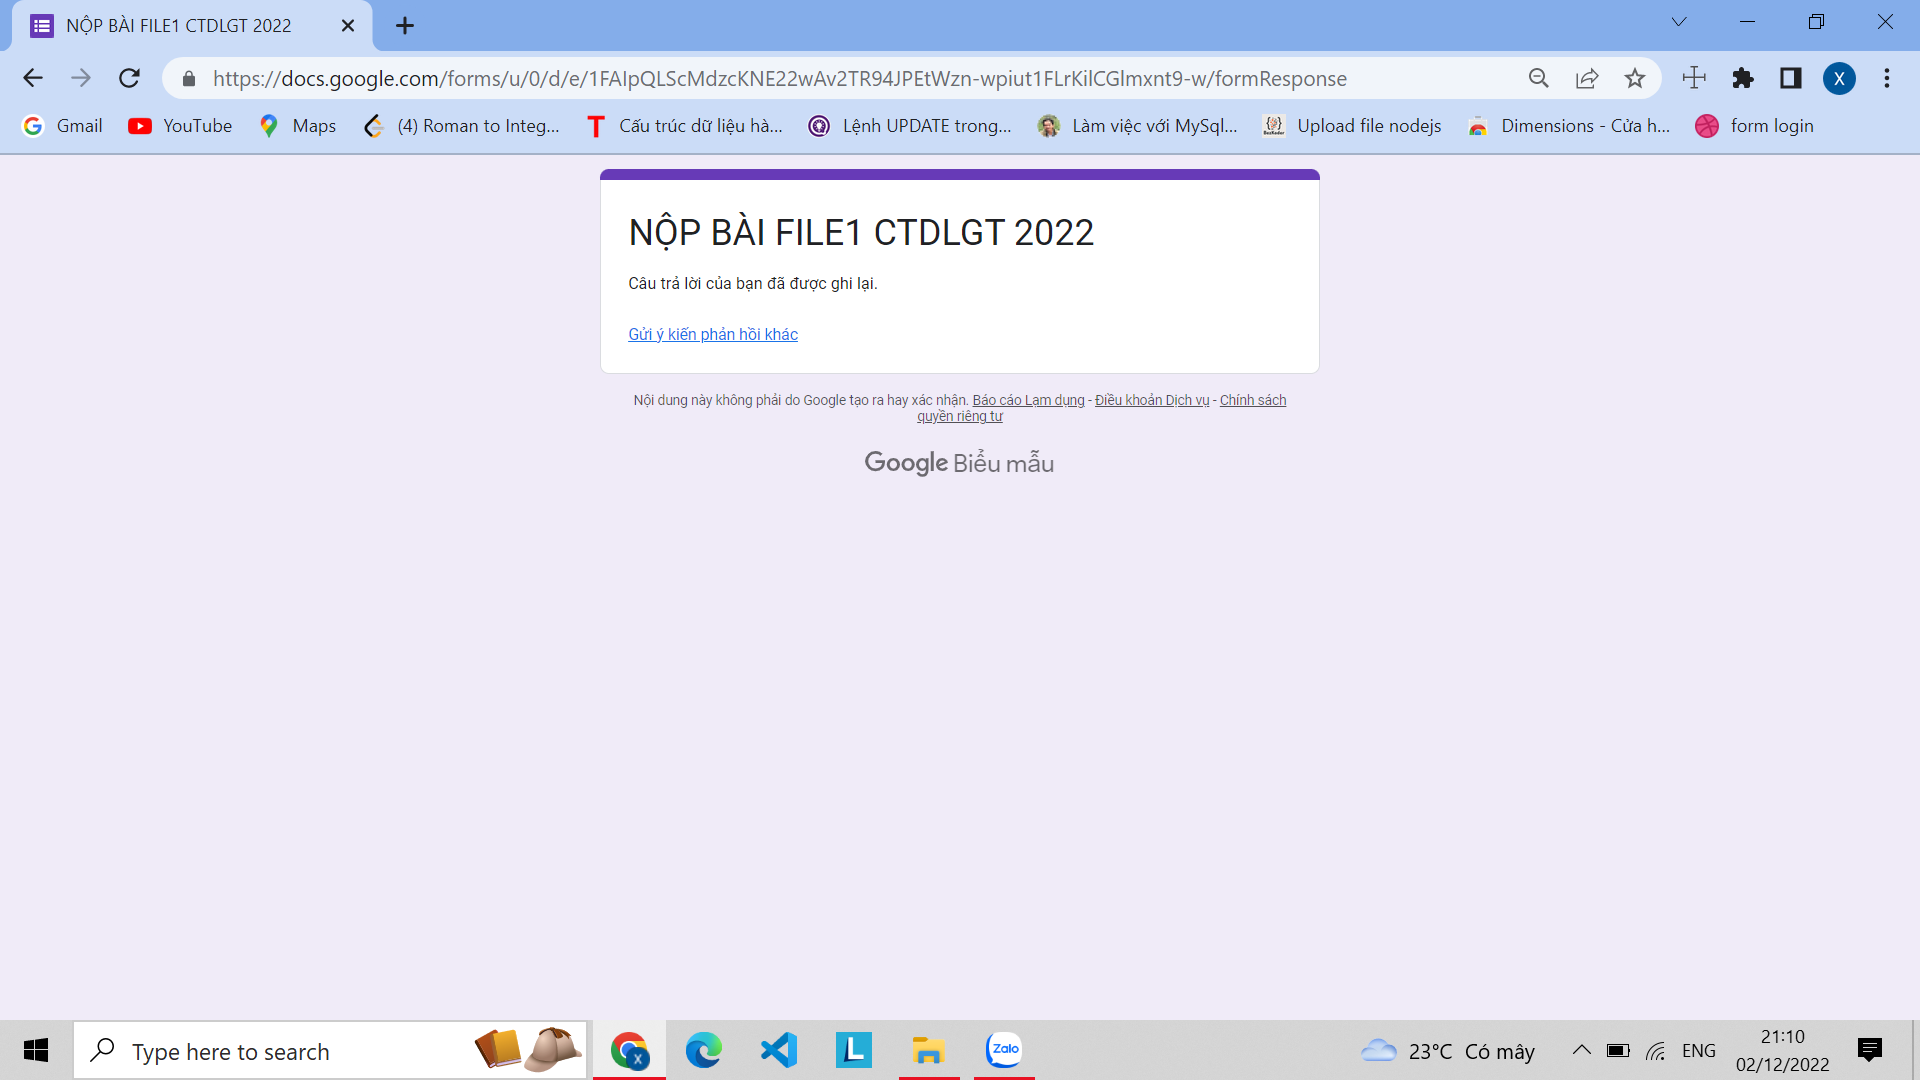 NỘP BÀI FILE1 CTDLGT 2022
https://docs.google.com/forms/u/0/d/e/1FAIpQLScMdzcKNE22wAv2TR94JPEtWzn-wpiut1FLrKilCGlmxnt9-w/formResponse
X
Gmail YouTube Maps (4) Roman to Integ... Cấu trúc dữ liệu hà... Lệnh UPDATE trong... Làm việc với MySql... Upload file nodejs Dimensions - Cửa h... form login
NỘP BÀI FILE1 CTDLGT 2022
Câu trả lời của bạn đã được ghi lại.
Gửi ý kiến phản hồi khác
Nội dung này không phải do Google tạo ra hay xác nhận. Báo cáo Lạm dụng - Điều khoản Dịch vụ - Chính sách
quyền riêng tư
Google Biểu mẫu
Type here to search
X
L
Zalo
23°C Có mây
ENG
21:10
02/12/2022